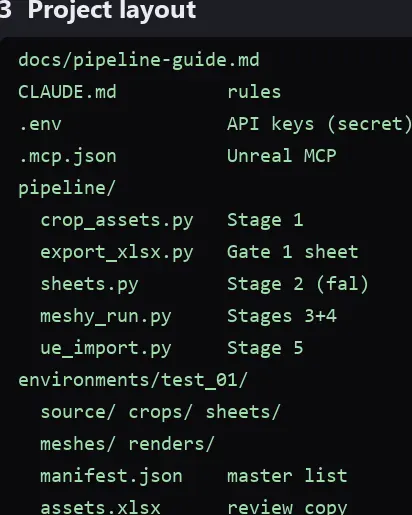 3 Project layout
docs/pipeline-guide.md
CLAUDE.md rules
.env API keys (secret)
.mcp.json Unreal MCP
pipeline/
crop_assets.py Stage 1
export_xlsx.py Gate 1 sheet
sheets.py Stage 2 (fal)
meshy_run.py Stages 3+4
ue_import.py Stage 5
environments/test_01/
source/ crops/ sheets/
meshes/ renders/
manifest.json master list
assets.xlsx review copy